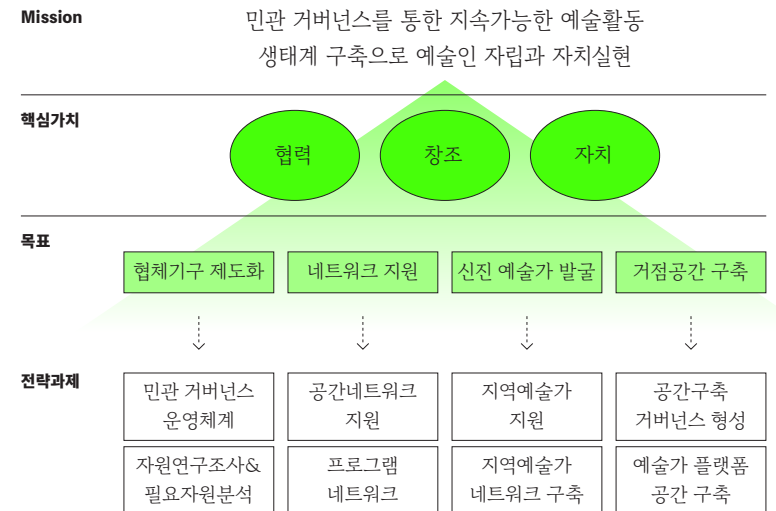 Mission
민관 거버넌스를 통한 지속가능한 예술활동
생태계 구축으로 예술인 자립과 자치실현
핵심가치
협력
창조
자치
목표
협체기구 제도화
네트워크 지원
신진 예술가 발굴
거점공간 구축
전략과제
민관 거버넌스
운영체계
공간네트워크
지원
지역예술가
지원
공간구축
거버넌스 형성
자원연구조사&
필요자원분석
프로그램
네트워크
지역예술가
네트워크 구축
예술가 플랫폼
공간 구축